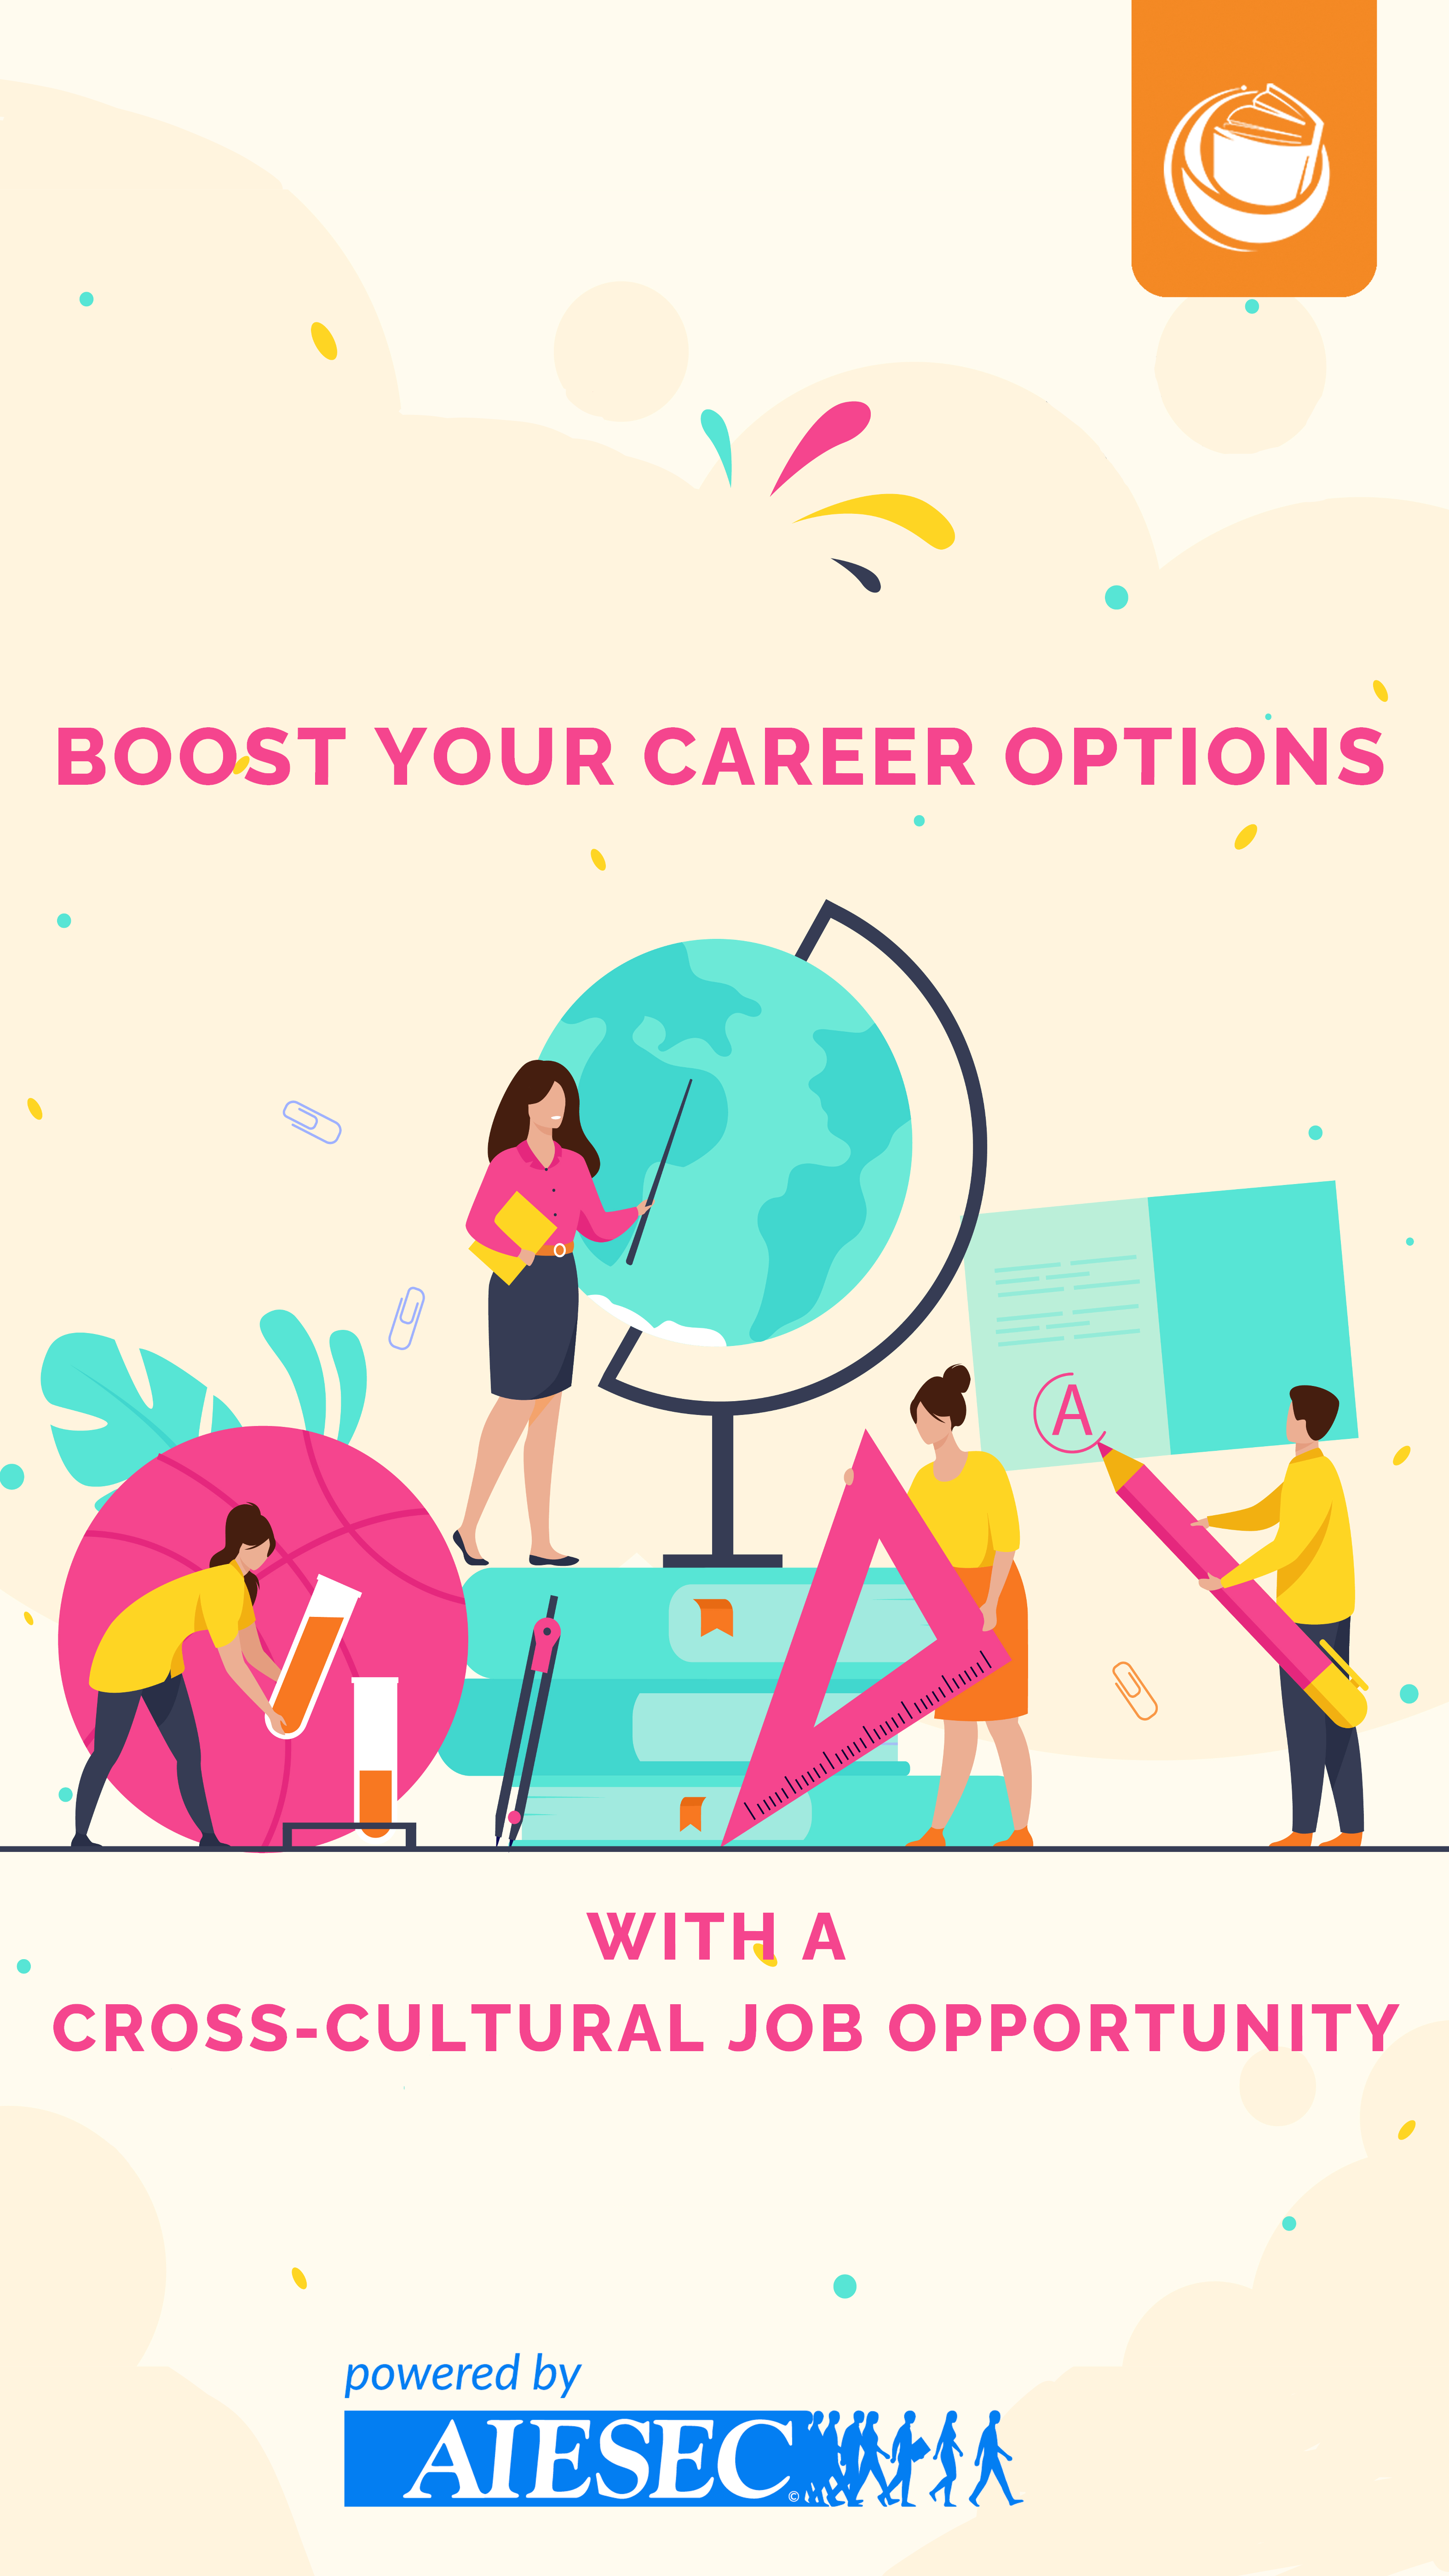 BOOST YOUR CAREER OPTIONS
A
WITH A
CROSS-CULTURAL JOB OPPORTUNITY
powered by
AIESEC©